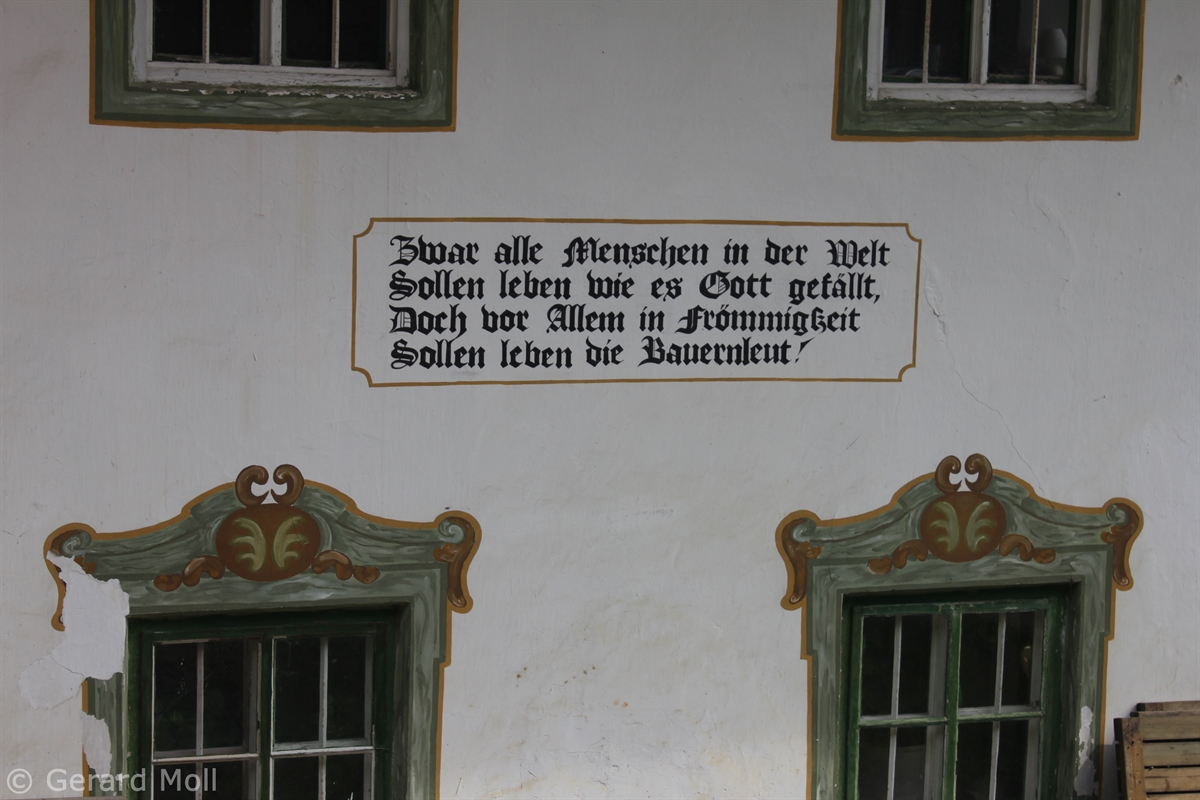 Zwar alle Menschen in der Welt
Sollen leben wie es Gott gefällt,
Doch vor Allem in Frömmigkeit
Sollen leben die Bauernleut!
© Gerard Moll